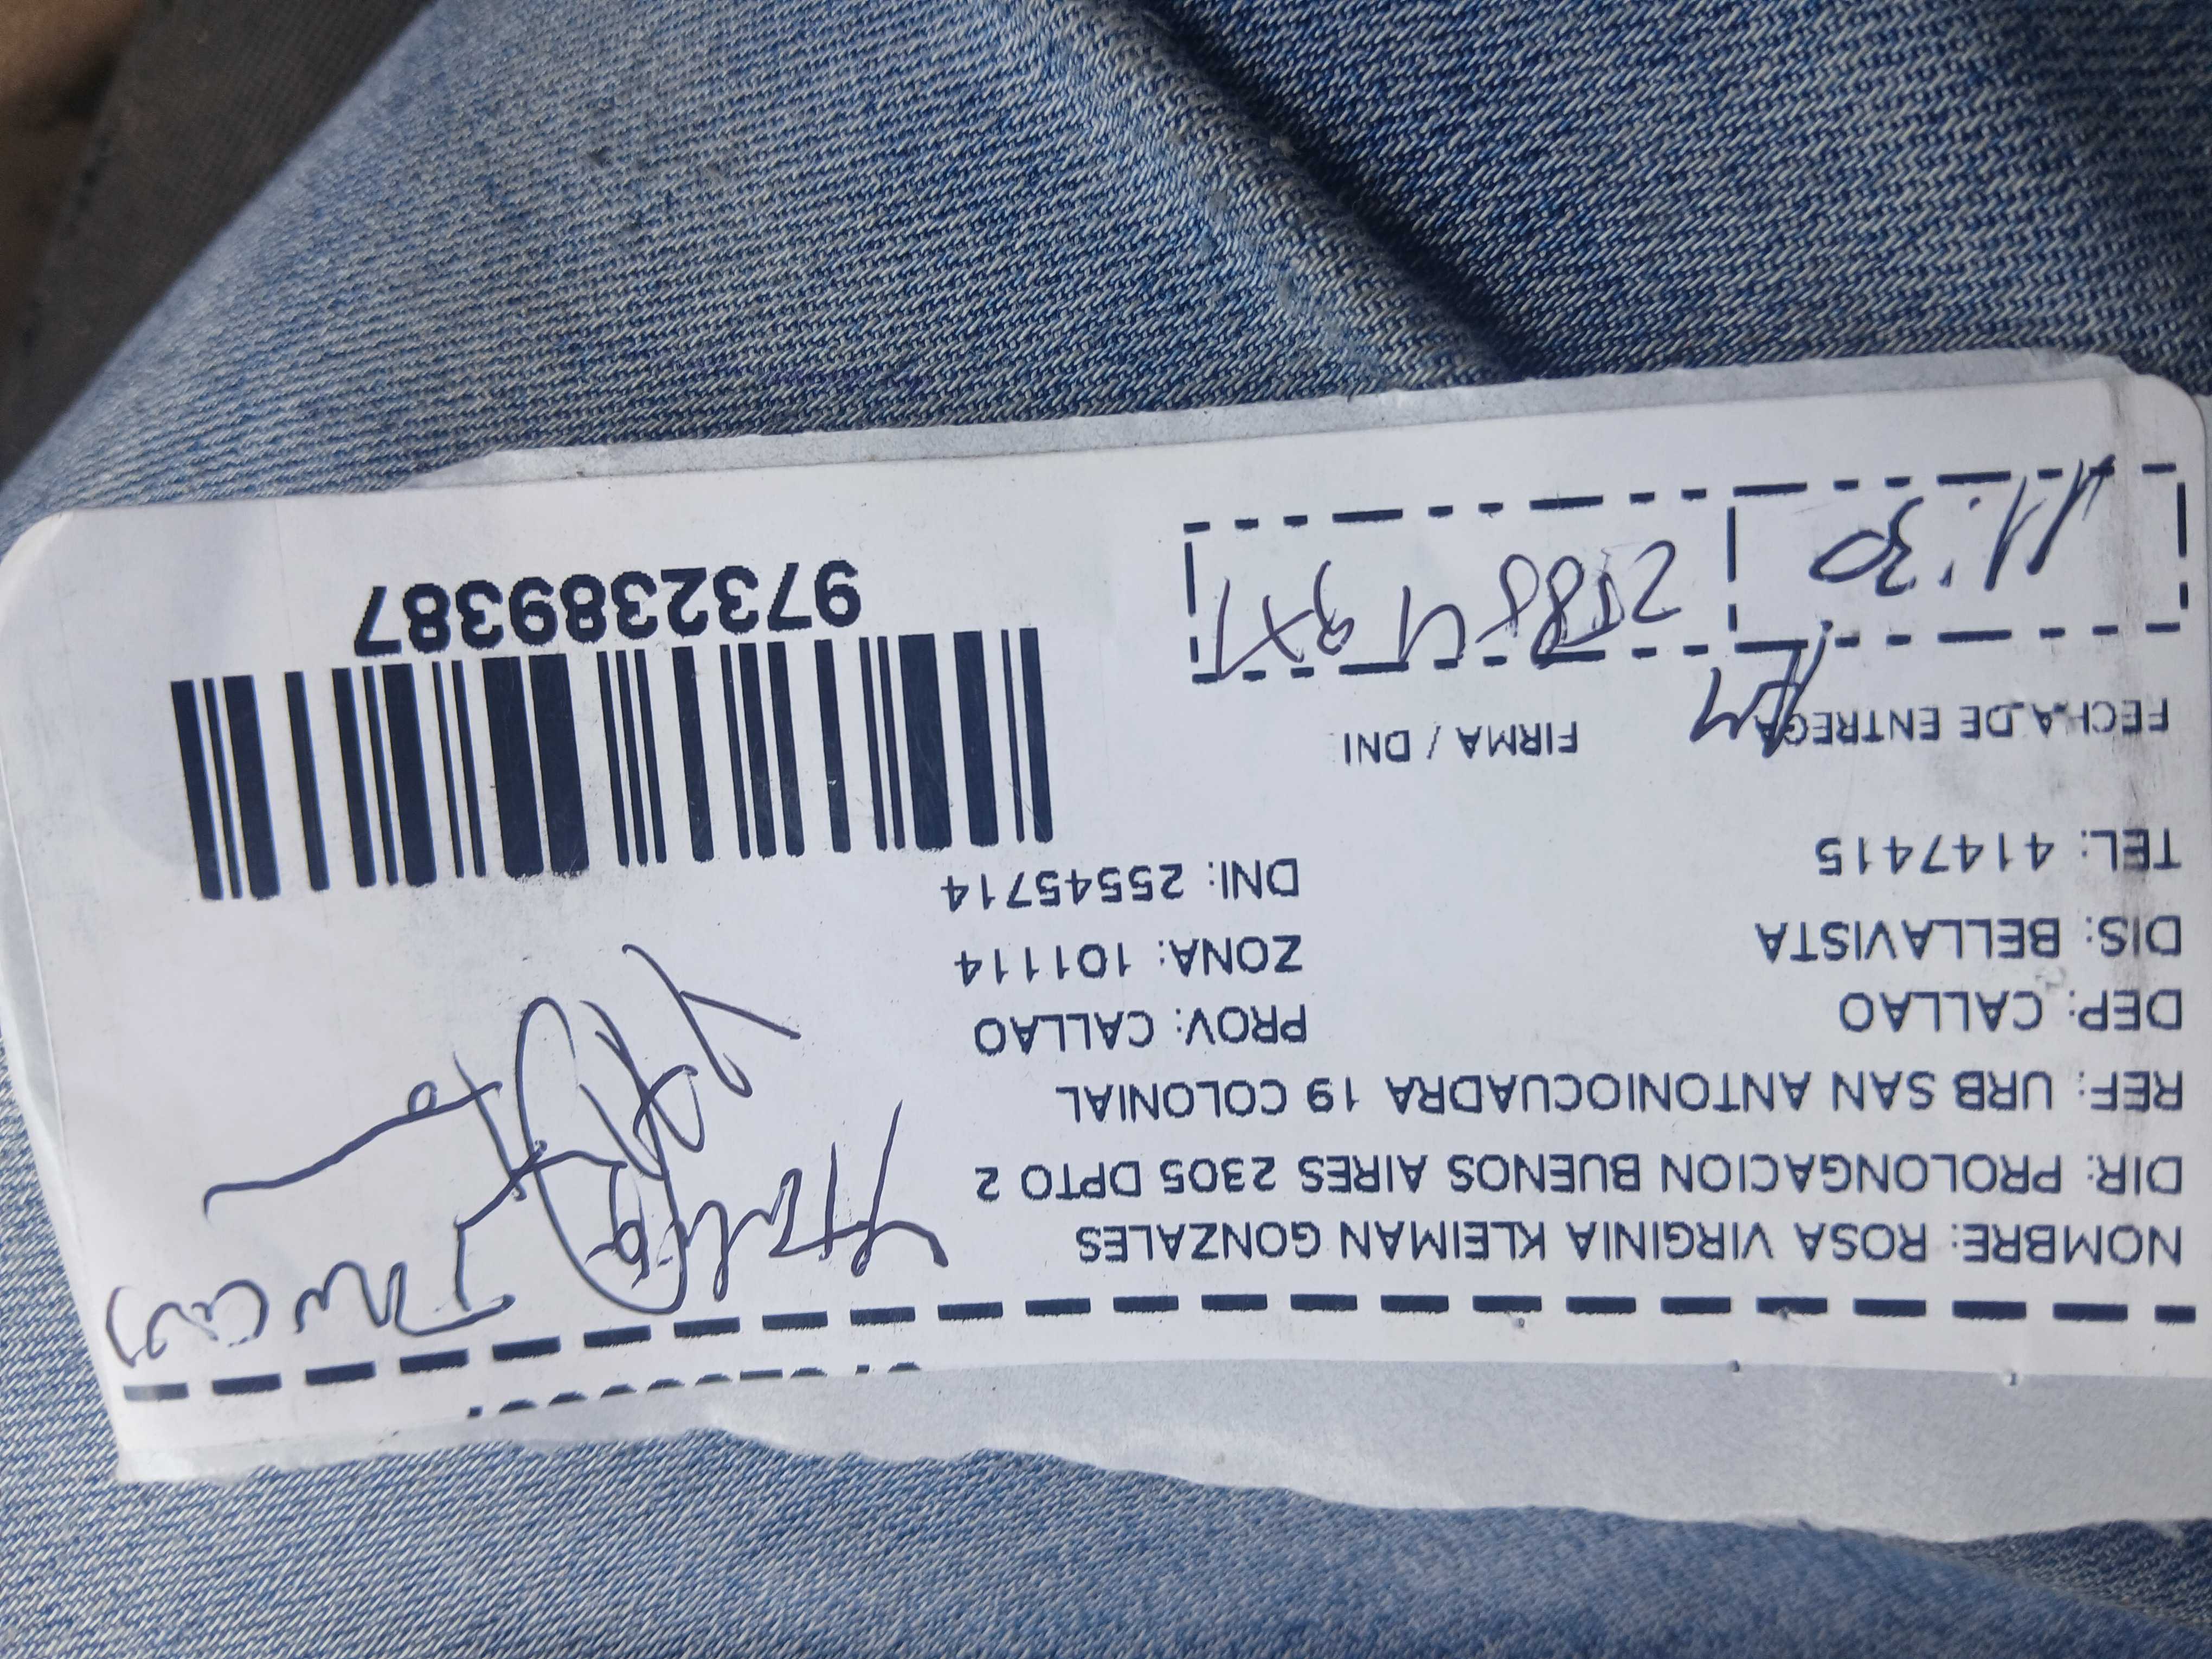 NOMBRE: ROSA VIRGINIA KLEIMAN GONZALES
DIR: PROLONGACION BUENOS AIRES 2305 DPTO 2
REF: URB SAN ANTONIOCUADRA 19 COLONIAL
DEP: CALLAO PROV: CALLAO
DIS: BELLAVISTA ZONA: 101114
TEL: 4147415 DNI: 25545714
FECHA DE ENTREGA FIRMA / DNI
11:30
9732389387